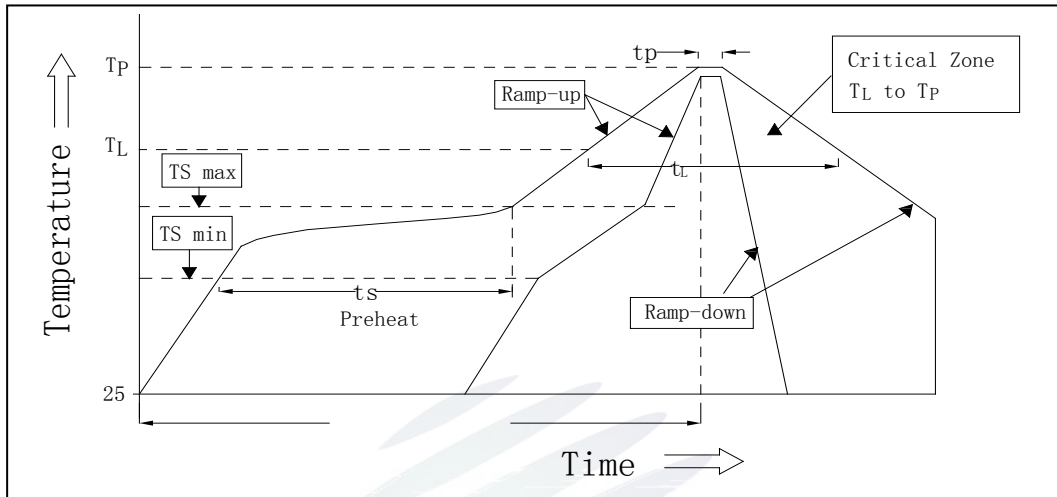 tp
Critical Zone
TL to TP
TP
Ramp-up
TL
TS max
tL
TS min
ts
Preheat
Ramp-down
25
Temperature
Time